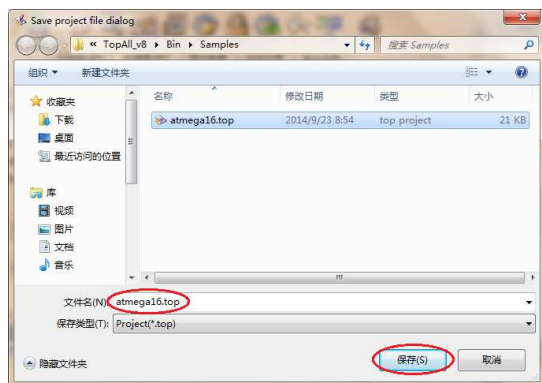 Save project file dialog
« TopAll_v8 ▸ Bin ▸ Samples
搜索 Samples
组织 ▼ 新建文件夹
收藏夹
下载
桌面
最近访问的位置
库
视频
图片
文档
音乐
名称 修改日期 类型 大小
atmega16.top 2014/9/23 8:54 top project 21 KB
文件名(N): atmega16.top
保存类型(T): Project(*.top)
隐藏文件夹 保存(S) 取消